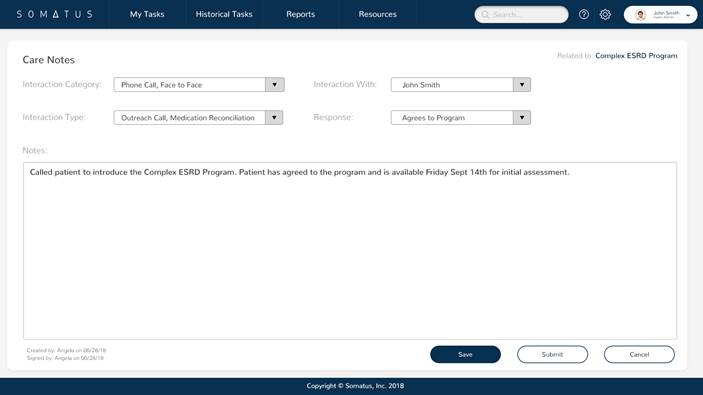 SOMATUS My Tasks Historical Tasks Reports Resources Search... John Smith
Care Notes
Related to: Complex ESRD Program
Interaction Category: Phone Call, Face to Face Interaction With: John Smith
Interaction Type: Outreach Call, Medication Reconciliation Response: Agrees to Program
Notes:
Called patient to introduce the Complex ESRD Program. Patient has agreed to the program and is available Friday Sept 14th for initial assessment.
Created by: Angela on 06/26/18
Signed by: Angela on 06/26/18
Save Submit Cancel
Copyright © Somatus, Inc. 2018